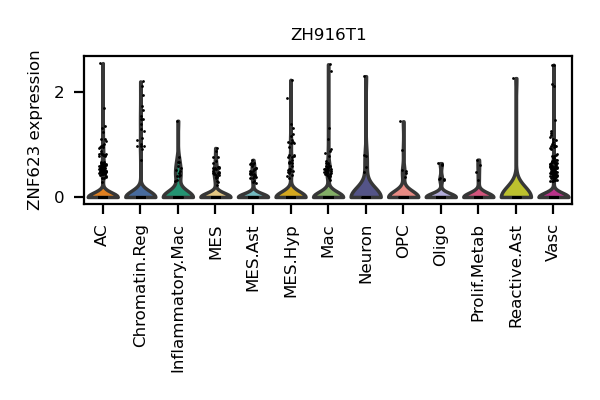 ZH916T1
ZNF623 expression
2
0
AC
Chromatin.Reg
Inflammatory.Mac
MES
MES.Ast
MES.Hyp
Mac
Neuron
OPC
Oligo
Prolif.Metab
Reactive.Ast
Vasc